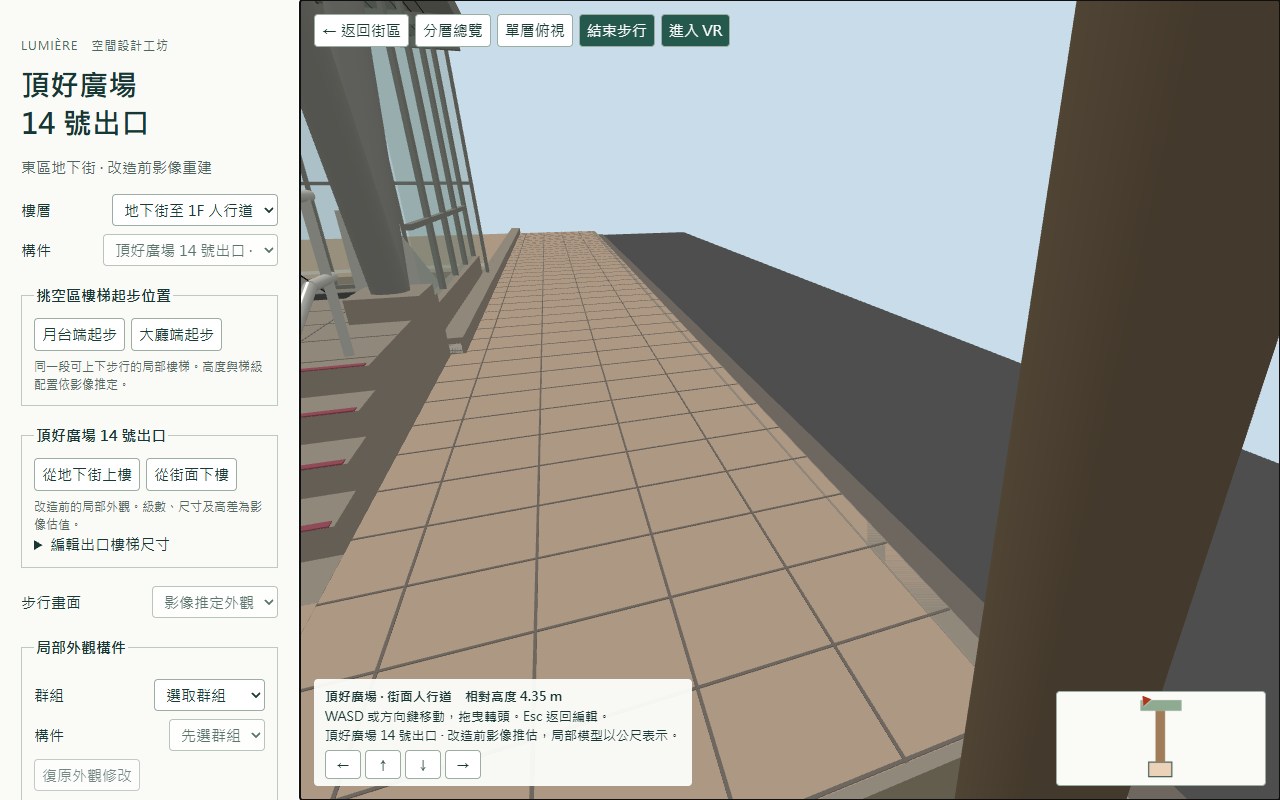 LUMIÈRE 空間設計工坊
頂好廣場
14 號出口
東區地下街 · 改造前影像重建
樓層
地下街至 1F 人行道
構件
頂好廣場 14 號出口 ·
挑空區樓梯起步位置
月台端起步
大廳端起步
同一段可上下步行的局部樓梯。高度與梯級
配置依影像推定。
頂好廣場 14 號出口
從地下街上樓
從街面下樓
改造前的局部外觀。級數、尺寸及高差為影
像估值。
▶ 編輯出口樓梯尺寸
步行畫面
影像推定外觀
局部外觀構件
群組
選取群組
構件
先選群組
復原外觀修改
← 返回街區
分層總覽
單層俯視
結束步行
進入 VR
頂好廣場 · 街面人行道 相對高度 4.35 m
WASD 或方向鍵移動，拖曳轉頭。Esc 返回編輯。
頂好廣場 14 號出口 · 改造前影像推估，局部模型以公尺表示。
← ↑ ↓ →